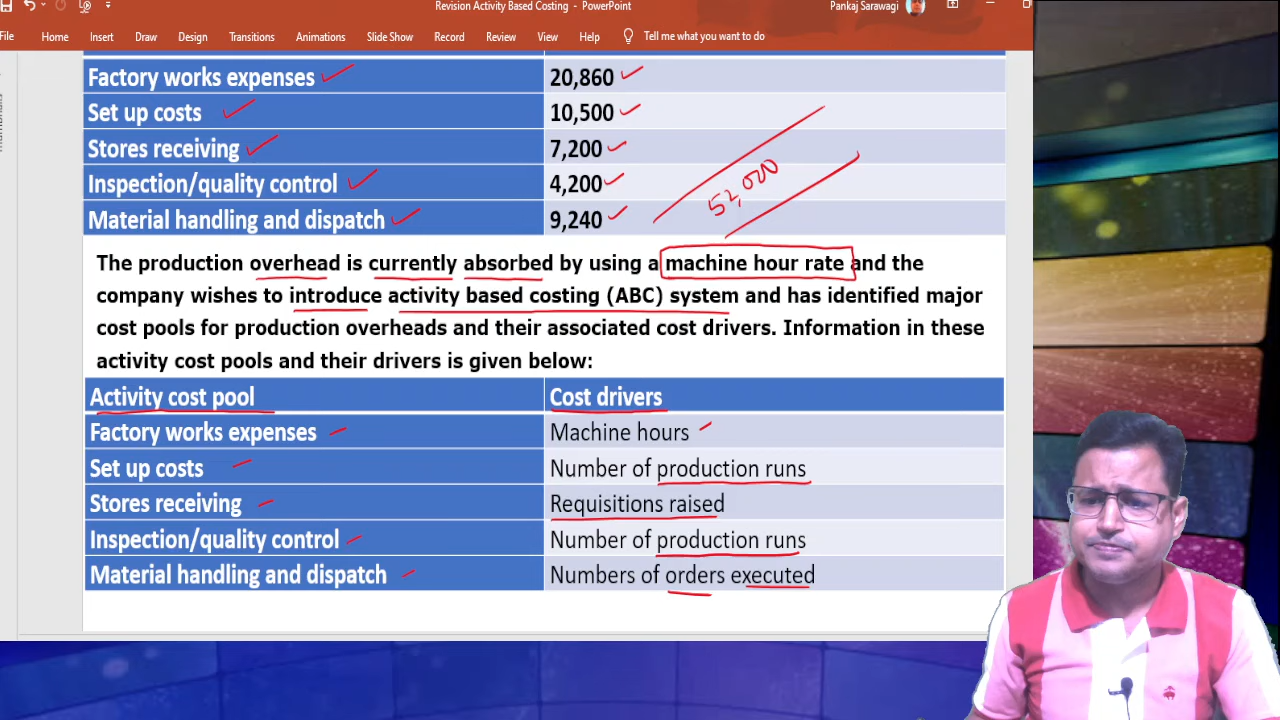 Revision Activity Based Costing - PowerPoint
Pankaj Sarawagi
File Home Insert Draw Design Transitions Animations Slide Show Record Review View Help Tell me what you want to do
Factory works expenses 20,860
Set up costs 10,500
Stores receiving 7,200
Inspection/quality control 4,200
Material handling and dispatch 9,240
52,000
The production overhead is currently absorbed by using a machine hour rate and the
company wishes to introduce activity based costing (ABC) system and has identified major
cost pools for production overheads and their associated cost drivers. Information in these
activity cost pools and their drivers is given below:
Activity cost pool Cost drivers
Factory works expenses Machine hours
Set up costs Number of production runs
Stores receiving Requisitions raised
Inspection/quality control Number of production runs
Material handling and dispatch Numbers of orders executed